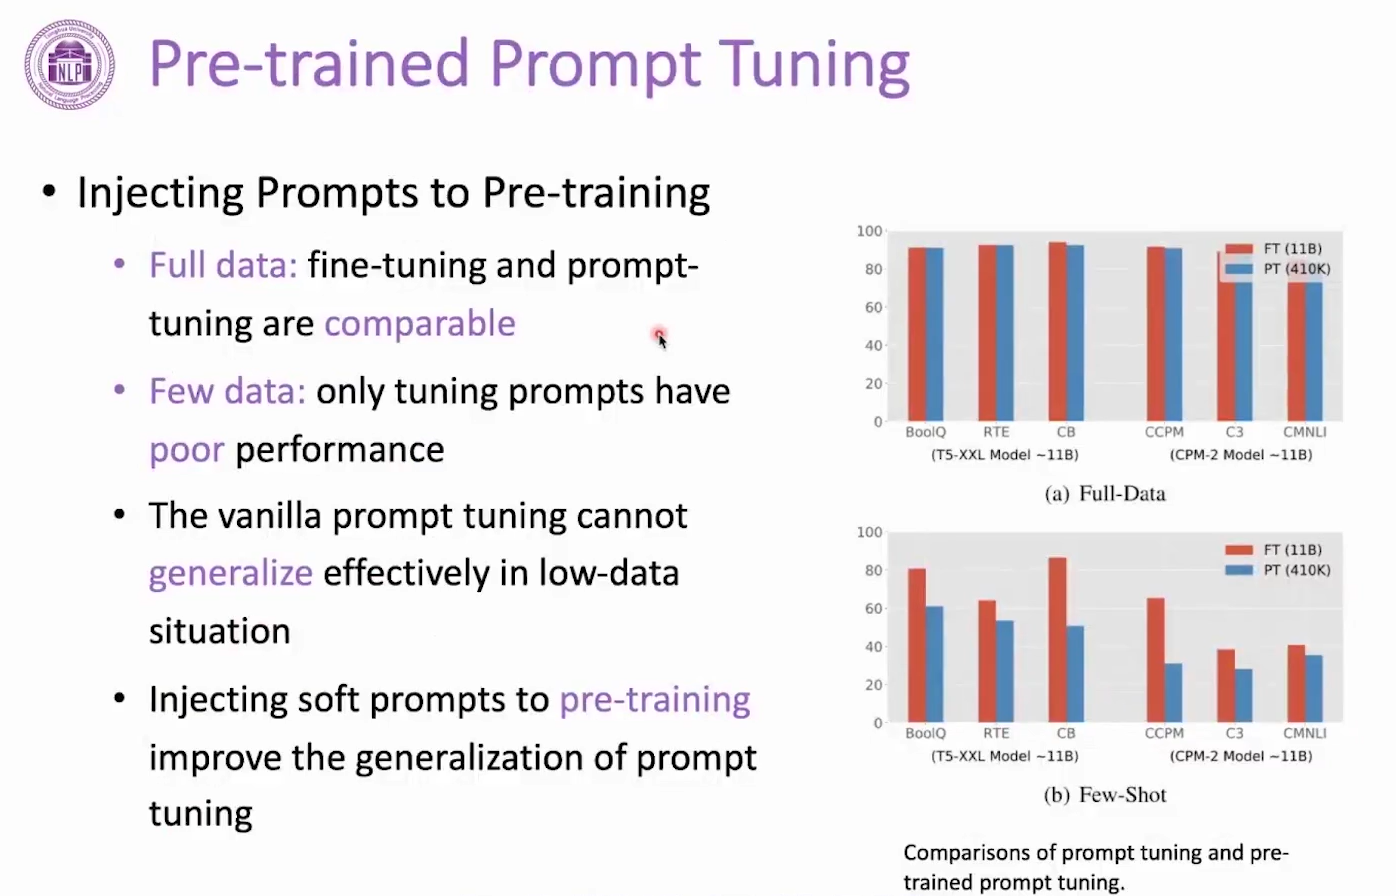 Pre-trained Prompt Tuning
Tsinghua University
NLP
Natural Language Processing
• Injecting Prompts to Pre-training
• Full data: fine-tuning and prompt-
tuning are comparable
• Few data: only tuning prompts have
poor performance
• The vanilla prompt tuning cannot
generalize effectively in low-data
situation
• Injecting soft prompts to pre-training
improve the generalization of prompt
tuning
100
80
60
40
20
0
FT (11B)
PT (410K)
BoolQ RTE CB CCPM C3 CMNLI
(T5-XXL Model ~11B) (CPM-2 Model ~11B)
(a) Full-Data
100
80
60
40
20
0
FT (11B)
PT (410K)
BoolQ RTE CB CCPM C3 CMNLI
(T5-XXL Model ~11B) (CPM-2 Model ~11B)
(b) Few-Shot
Comparisons of prompt tuning and pre-
trained prompt tuning.